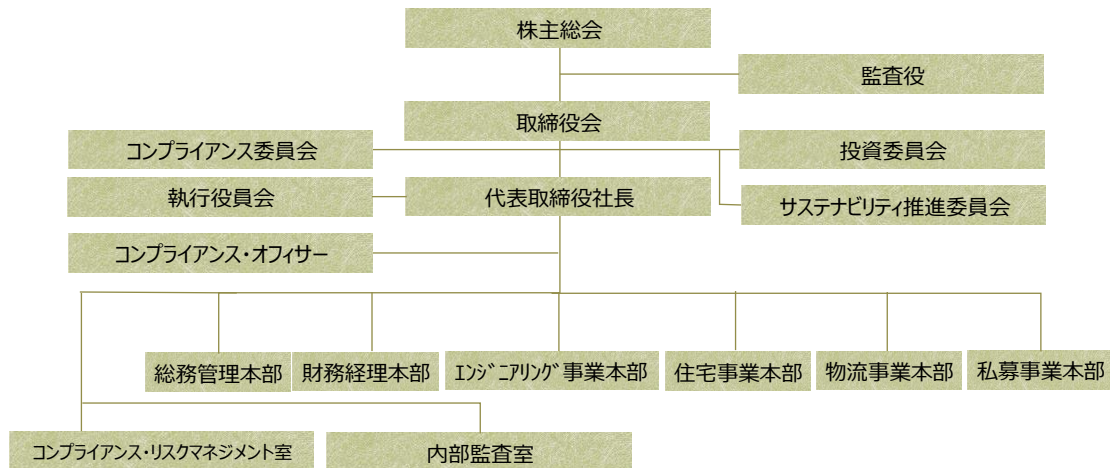 株主総会
監査役
取締役会
コンプライアンス委員会
投資委員会
執行役員会
代表取締役社長
サステナビリティ推進委員会
コンプライアンス・オフィサー
総務管理本部
財務経理本部
ｴﾝｼﾞﾆｱﾘﾝｸﾞ事業本部
住宅事業本部
物流事業本部
私募事業本部
コンプライアンス・リスクマネジメント室
内部監査室